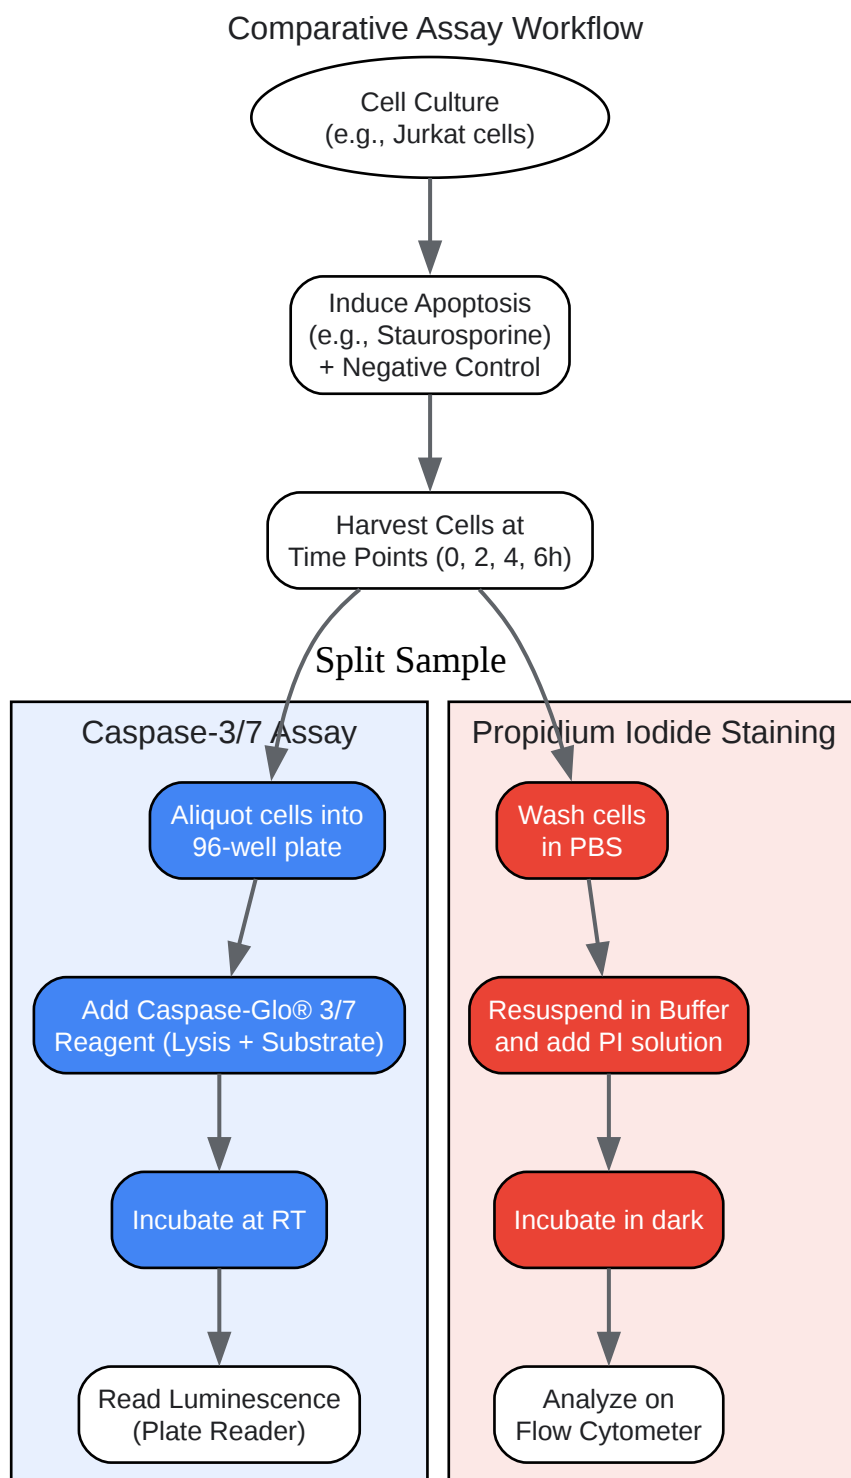 Comparative Assay Workflow
Cell Culture
(e.g., Jurkat cells)
Induce Apoptosis
(e.g., Staurosporine)
+ Negative Control
Harvest Cells at
Time Points (0, 2, 4, 6h)
Split Sample
Caspase-3/7 Assay
Aliquot cells into
96-well plate
Add Caspase-Glo® 3/7
Reagent (Lysis + Substrate)
Incubate at RT
Read Luminescence
(Plate Reader)
Propidium Iodide Staining
Wash cells
in PBS
Resuspend in Buffer
and add PI solution
Incubate in dark
Analyze on
Flow Cytometer